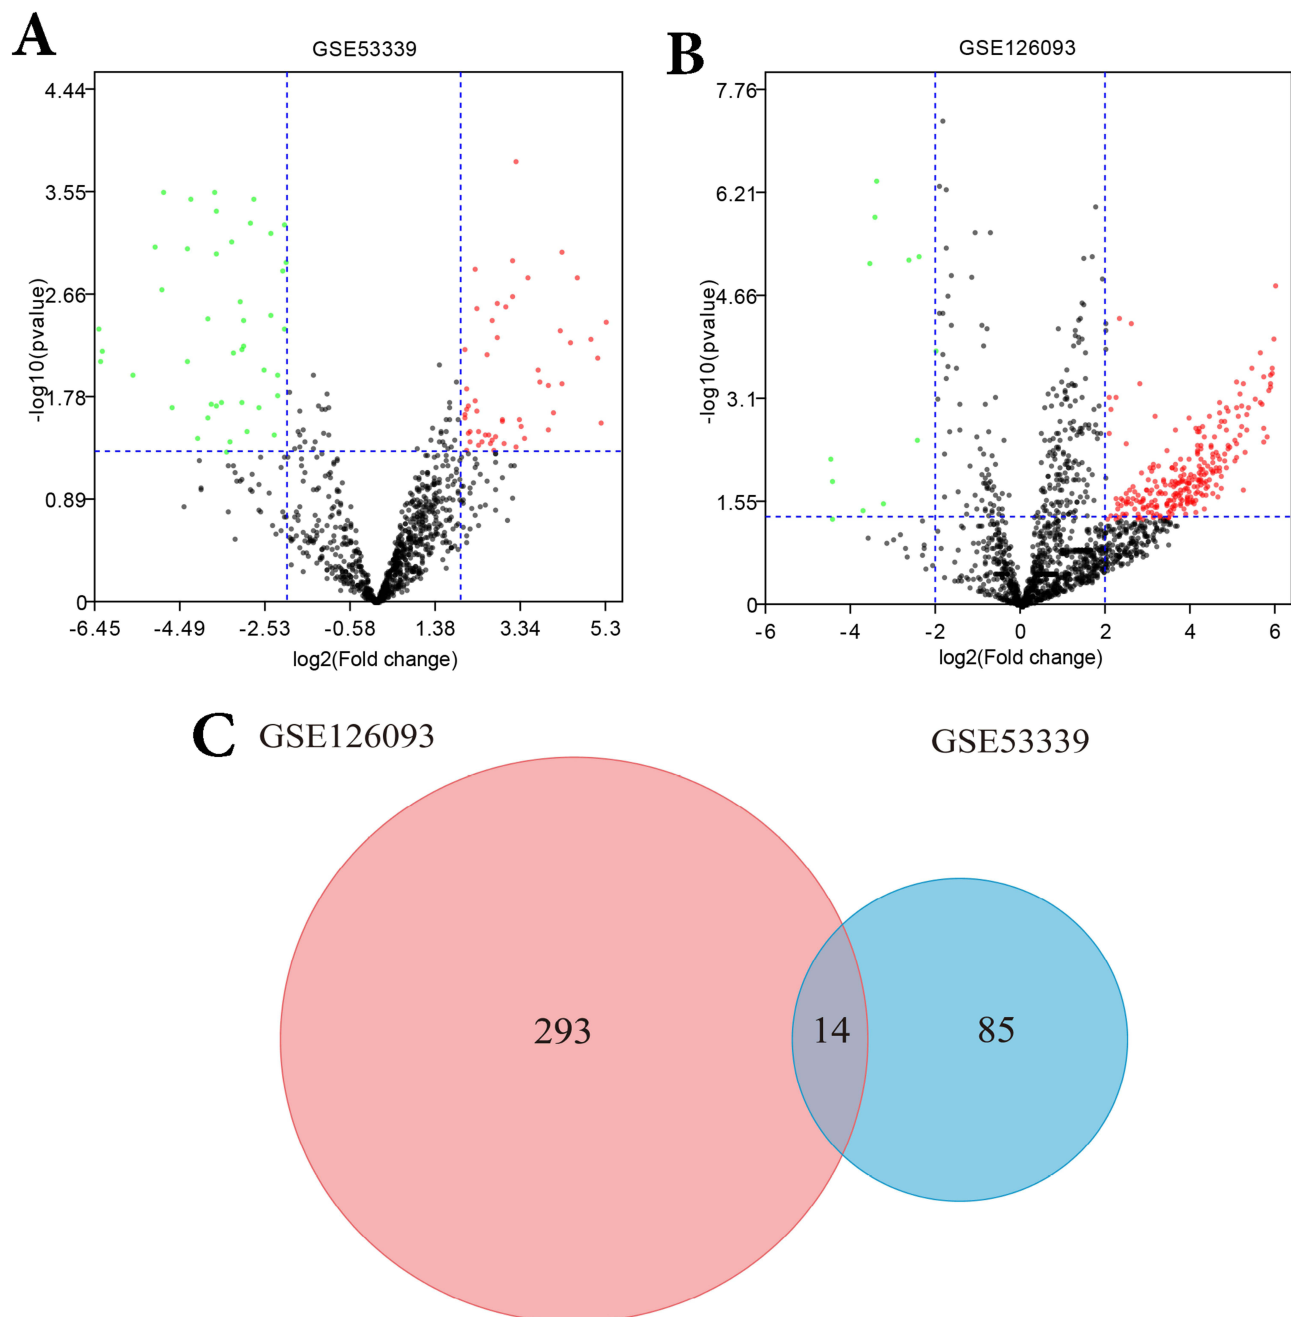 A
GSE53339
4.44
3.55
2.66
1.78
0.89
0
-log10(pvalue)
-6.45 -4.49 -2.53 -0.58 1.38 3.34 5.3
log2(Fold change)
B
GSE126093
7.76
6.21
4.66
3.1
1.55
0
-log10(pvalue)
-6 -4 -2 0 2 4 6
log2(Fold change)
C
GSE126093
GSE53339
293 14 85